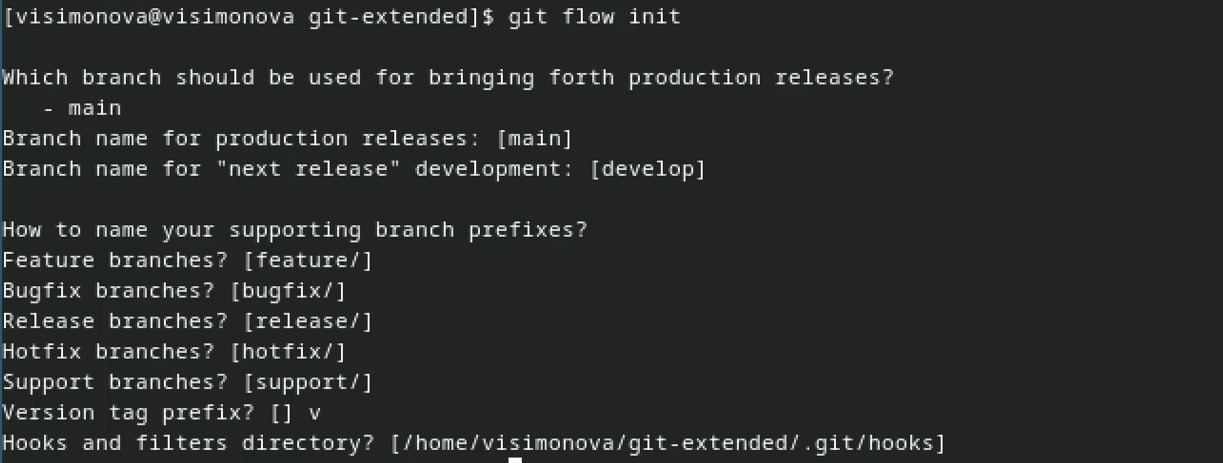 [visimonova@visimonova git-extended]$ git flow init
Which branch should be used for bringing forth production releases?
- main
Branch name for production releases: [main]
Branch name for "next release" development: [develop]
How to name your supporting branch prefixes?
Feature branches? [feature/]
Bugfix branches? [bugfix/]
Release branches? [release/]
Hotfix branches? [hotfix/]
Support branches? [support/]
Version tag prefix? [] v
Hooks and filters directory? [/home/visimonova/git-extended/.git/hooks]